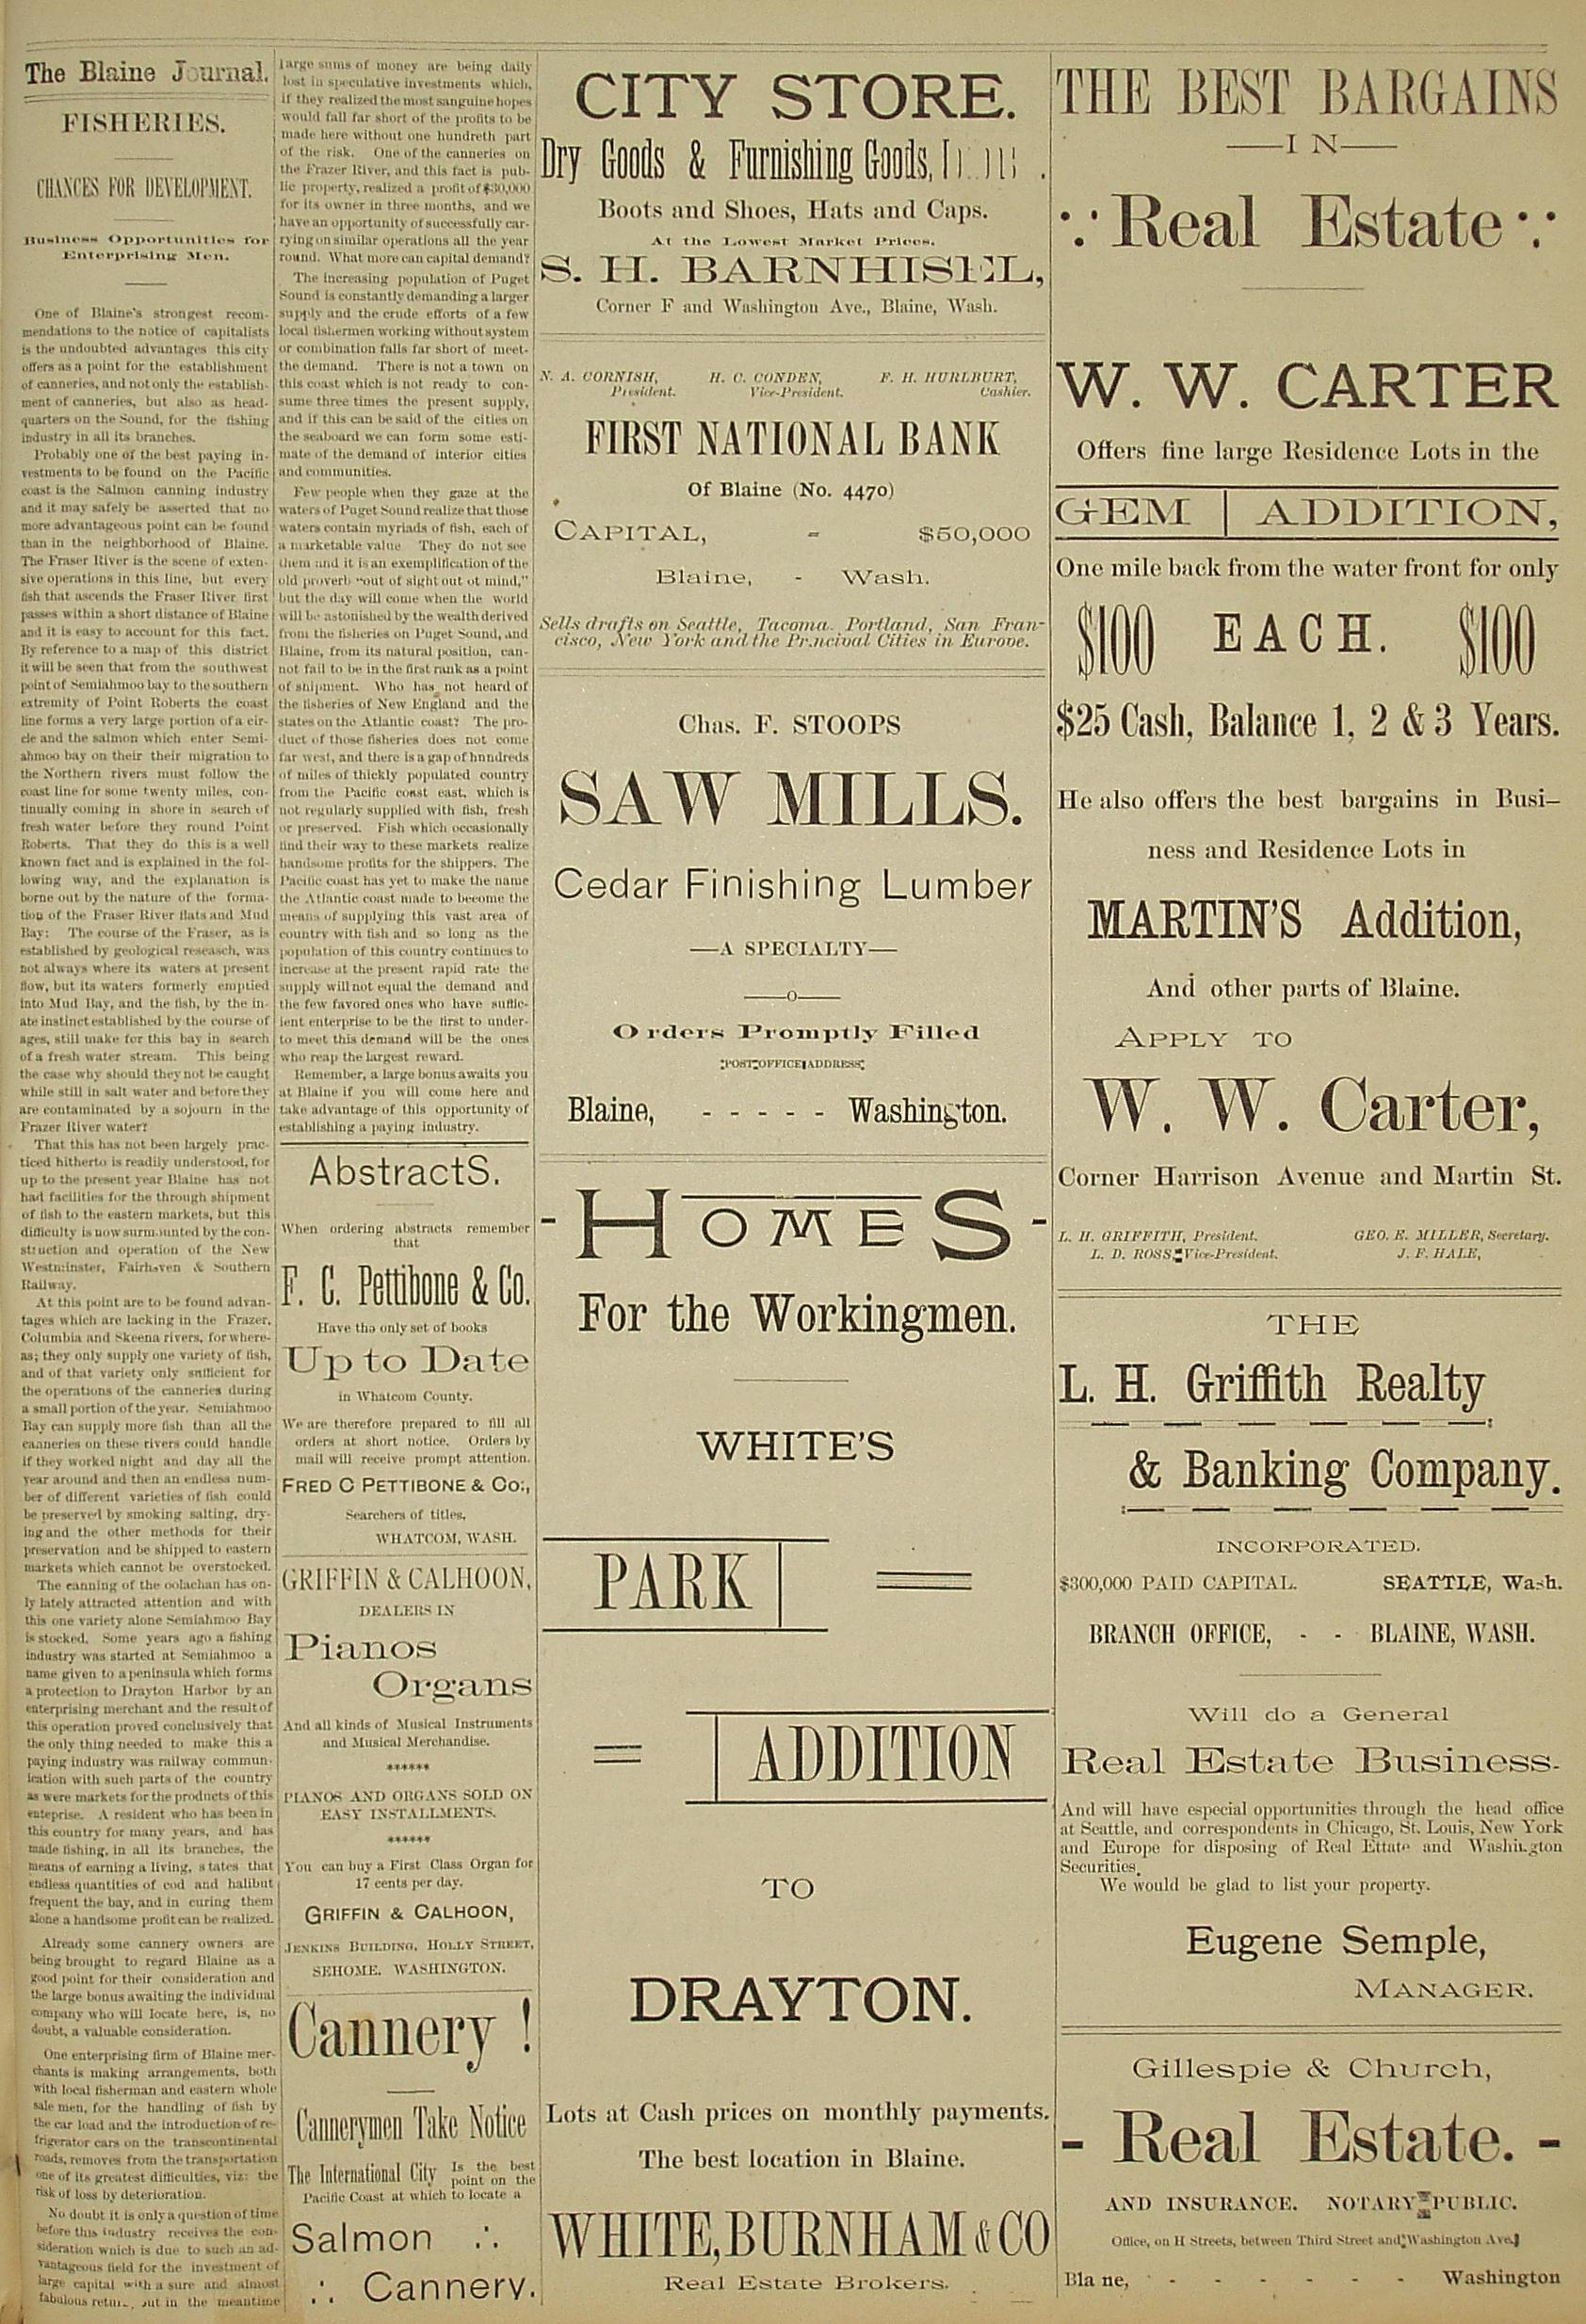 The Blaine Journal.
FISHERIES.
CHANCES FOR DEVELOPMENT.
Business Opportunities for
Enterprising Men.
One of Blaine's strongest recom-
mendations to the notice of capitalists
is the undoubted advantages this city
offers as a point for the establishment
of canneries, and not only the establish-
ment of canneries, but also as head-
quarters on the Sound, for the fishing
industry in all its branches.
Probably one of the best paying in-
vestments to be found on the Pacific
coast is the Salmon canning industry
and it may safely be asserted that no
more advantageous point can be found
than in the neighborhood of Blaine.
The Fraser River is the scene of exten-
sive operations in this line, but every
fish that ascends the Fraser River first
passes within a short distance of Blaine
and it is easy to account for this fact.
By reference to a map of this district
it will be seen that from the southwest
point of Semiahmoo bay to the southern
extremity of Point Roberts the coast
line forms a very large portion of a cir-
cle and the salmon which enter Semi-
ahmoo bay on their their migration to
the Northern rivers must follow the
coast line for some twenty miles, con-
tinually coming in shore in search of
fresh water before they round Point
Roberts. That they do this is a well
known fact and is explained in the fol-
lowing way, and the explanation is
borne out by the nature of the forma-
tion of the Fraser River flats and Mud
Bay: The course of the Fraser, as is
established by geological reseasch, was
not always where its waters at present
flow, but its waters formerly emptied
into Mud Bay, and the fish, by the in-
ate instinct established by the course of
ages, still make for this bay in search
of a fresh water stream. This being
the case why should they not be caught
while still in salt water and before they
are contaminated by a sojourn in the
Frazer River water?
That this has not been largely prac-
ticed hitherto is readily understood, for
up to the present year Blaine has not
had facilities for the through shipment
of fish to the eastern markets, but this
difficulty is now surmounted by the con-
struction and operation of the New
Westminster, Fairhaven & Southern
Railway.
At this point are to be found advan-
tages which are lacking in the Frazer,
Columbia and Skeena rivers, for where-
as; they only supply one variety of fish,
and of that variety only sufficient for
the operations of the canneries during
a small portion of the year. Semiahmoo
Bay can supply more fish than all the
canneries on these rivers could handle
if they worked night and day all the
year around and then an endless num-
ber of different varieties of fish could
be preserved by smoking salting, dry-
ing and the other methods for their
preservation and be shipped to eastern
markets which cannot be overstocked.
The canning of the oolachan has on-
ly lately attracted attention and with
this one variety alone Semiahmoo Bay
is stocked. Some years ago a fishing
industry was started at Semiahmoo a
name given to a peninsula which forms
a protection to Drayton Harbor by an
enterprising merchant and the result of
this operation proved conclusively that
the only thing needed to make this a
paying industry was railway commun-
ication with such parts of the country
as were markets for the products of this
enteprise. A resident who has been in
this country for many years, and has
made fishing, in all its branches, the
means of earning a living, states that
endless quantities of cod and halibut
frequent the bay, and in curing them
alone a handsome profit can be realized.
Already some cannery owners are
being brought to regard Blaine as a
good point for their consideration and
the large bonus awaiting the individual
company who will locate here, is, no
doubt, a valuable consideration.
One enterprising firm of Blaine mer-
chants is making arrangements, both
with local fisherman and eastern whole
sale men, for the handling of fish by
the car load and the introduction of re-
frigerator cars on the transcontinental
roads, removes from the transportation
one of its greatest difficulties, viz: the
risk of loss by deterioration.
No doubt it is only a question of time
before this industry receives the con-
sideration which is due to such an ad-
vantageous field for the investment of
large capital with a sure and almost
fabulous but in the meantime
large sums of money are being daily
lost in speculative investments which,
if they realized the most sanguine hopes
would fall far short of the profits to be
made here without one hundreth part
of the risk. One of the canneries on
the Frazer River, and this fact is pub-
lic property, realized a profit of $30,000
for its owner in three months, and we
have an opportunity of successfully car-
rying on similar operations all the year
round. What more can capital demand?
The increasing population of Puget
Sound is constantly demanding a larger
supply and the crude efforts of a few
local fishermen working without system
or combination falls far short of meet-
the demand. There is not a town on
this coast which is not ready to con-
sume three times the present supply,
and if this can be said of the cities on
the seaboard we can form some esti-
mate of the demand of interior cities
and communities.
Few people when they gaze at the
waters of Puget Sound realize that those
waters contain myriads of fish, each of
a marketable value They do not see
them and it is an exemplification of the
old proverb "out of sight out ot mind,"
but the day will come when the world
will be astonished by the wealth derived
from the fisheries on Puget Sound, and
Blaine, from its natural position, can-
not fail to be in the first rank as a point
of shipment. Who has not heard of
the fisheries of New England and the
states on the Atlantic coast? The pro-
duct of those fisheries does not come
far west, and there is a gap of hnndreds
of miles of thickly populated country
from the Pacific coast east, which is
not regularly supplied with fish, fresh
or preserved. Fish which occasionally
find their way to these markets realize
handsome profits for the shippers. The
Pacific coast has yet to make the name
the Atlantic coast made to become the
means of supplying this vast area of
country with fish and so long as the
population of this country continues to
increase at the present rapid rate the
supply will not equal the demand and
the few favored ones who have suffic-
ient enterprise to be the first to under-
to meet this demand will be the ones
who reap the largest reward.
Remember, a large bonus awaits you
at Blaine if you will come here and
take advantage of this opportunity of
establishing a paying industry.
AbstractS.
When ordering abstracts remember
that
F. C. Pettibone & Co.
Have the only set of books
Up to Date
in Whatcom County.
We are therefore prepared to fill all
orders at short notice. Orders by
mail will receive prompt attention.
FRED C PETTIBONE & Co.,
Searchers of titles,
WHATCOM, WASH.
GRIFFIN & CALHOON,
DEALERS IN
Pianos
Organs
And all kinds of Musical Instruments
and Musical Merchandise.
******
PIANOS AND ORGANS SOLD ON
EASY INSTALLMENTS.
******
You can buy a First Class Organ for
17 cents per day.
GRIFFIN & CALHOON,
JENKINS BUILDING, HOLLY STREET,
SEHOME, WASHINGTON.
Cannery !
Cannerymen Take Notice
The International City Is the best
point on the
Pacific Coast at which to locate a
Salmon
Cannery.
CITY STORE.
Dry Goods & Furnishing Goods,
Boots and Shoes, Hats and Caps.
At the Lowest Market Prices.
S. H. BARNHISEL,
Corner F and Washington Ave., Blaine, Wash.
N. A. CORNISH, H. C. CONDEN, F. H. HURLBURT,
President. Vice-President. Cashier.
FIRST NATIONAL BANK
Of Blaine (No. 4470)
CAPITAL, - $50,000
Blaine, - Wash.
Sells drafts on Seattle, Tacoma. Portland, San Fran-
cisco, New York and the Principal Cities in Europe.
Chas. F. STOOPS
SAW MILLS.
Cedar Finishing Lumber
—A SPECIALTY—
——o——
Orders Promptly Filled
POST OFFICE ADDRESS
Blaine, - - - - - Washington.
-HOMES-
For the Workingmen.
WHITE'S
PARK
ADDITION
TO
DRAYTON.
Lots at Cash prices on monthly payments.
The best location in Blaine.
WHITE, BURNHAM & CO
Real Estate Brokers.
THE BEST BARGAINS
—IN—
Real Estate
W. W. CARTER
Offers fine large Residence Lots in the
GEM | ADDITION,
One mile back from the water front for only
$100 EACH. $100
$25 Cash, Balance 1, 2 & 3 Years.
He also offers the best bargains in Busi-
ness and Residence Lots in
MARTIN'S Addition,
And other parts of Blaine.
APPLY TO
W. W. Carter,
Corner Harrison Avenue and Martin St.
L. H. GRIFFITH, President. GEO. E. MILLER, Secretary.
L. D. ROSS, Vice-President. J. F. HALE,
THE
L. H. Griffith Realty
& Banking Company.
INCORPORATED.
$300,000 PAID CAPITAL. SEATTLE, Wash.
BRANCH OFFICE, - - BLAINE, WASH.
Will do a General
Real Estate Business.
And will have especial opportunities through the head office
at Seattle, and correspondents in Chicago, St. Louis, New York
and Europe for disposing of Real Ettate and Washington
Securities.
We would be glad to list your property.
Eugene Semple,
MANAGER.
Gillespie & Church,
- Real Estate. -
AND INSURANCE. NOTARY PUBLIC.
Office, on H Streets, between Third Street and Washington Ave.
Blaine, - - - - - - Washington